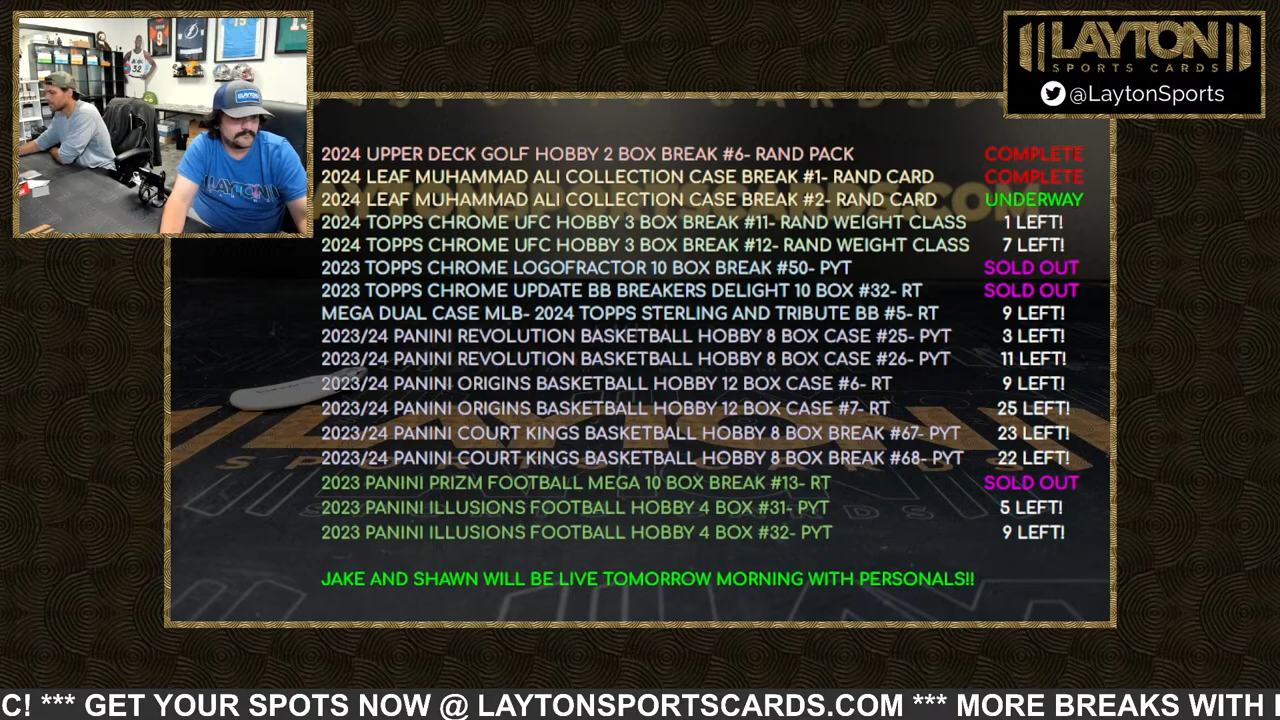 LAYTON
SPORTS CARDS
@LaytonSports
2024 UPPER DECK GOLF HOBBY 2 BOX BREAK #6- RAND PACK COMPLETE
2024 LEAF MUHAMMAD ALI COLLECTION CASE BREAK #1- RAND CARD COMPLETE
2024 LEAF MUHAMMAD ALI COLLECTION CASE BREAK #2- RAND CARD UNDERWAY
2024 TOPPS CHROME UFC HOBBY 3 BOX BREAK #11- RAND WEIGHT CLASS 1 LEFT!
2024 TOPPS CHROME UFC HOBBY 3 BOX BREAK #12- RAND WEIGHT CLASS 7 LEFT!
2023 TOPPS CHROME LOGOFRACTOR 10 BOX BREAK #50- PYT SOLD OUT
2023 TOPPS CHROME UPDATE BB BREAKERS DELIGHT 10 BOX #32- RT SOLD OUT
MEGA DUAL CASE MLB- 2024 TOPPS STERLING AND TRIBUTE BB #5- RT 9 LEFT!
2023/24 PANINI REVOLUTION BASKETBALL HOBBY 8 BOX CASE #25- PYT 3 LEFT!
2023/24 PANINI REVOLUTION BASKETBALL HOBBY 8 BOX CASE #26- PYT 11 LEFT!
2023/24 PANINI ORIGINS BASKETBALL HOBBY 12 BOX CASE #6- RT 9 LEFT!
2023/24 PANINI ORIGINS BASKETBALL HOBBY 12 BOX CASE #7- RT 25 LEFT!
2023/24 PANINI COURT KINGS BASKETBALL HOBBY 8 BOX BREAK #67- PYT 23 LEFT!
2023/24 PANINI COURT KINGS BASKETBALL HOBBY 8 BOX BREAK #68- PYT 22 LEFT!
2023 PANINI PRIZM FOOTBALL MEGA 10 BOX BREAK #13- RT SOLD OUT
2023 PANINI ILLUSIONS FOOTBALL HOBBY 4 BOX #31- PYT 5 LEFT!
2023 PANINI ILLUSIONS FOOTBALL HOBBY 4 BOX #32- PYT 9 LEFT!
JAKE AND SHAWN WILL BE LIVE TOMORROW MORNING WITH PERSONALS!!
C! *** GET YOUR SPOTS NOW @ LAYTONSPORTSCARDS.COM *** MORE BREAKS WITH